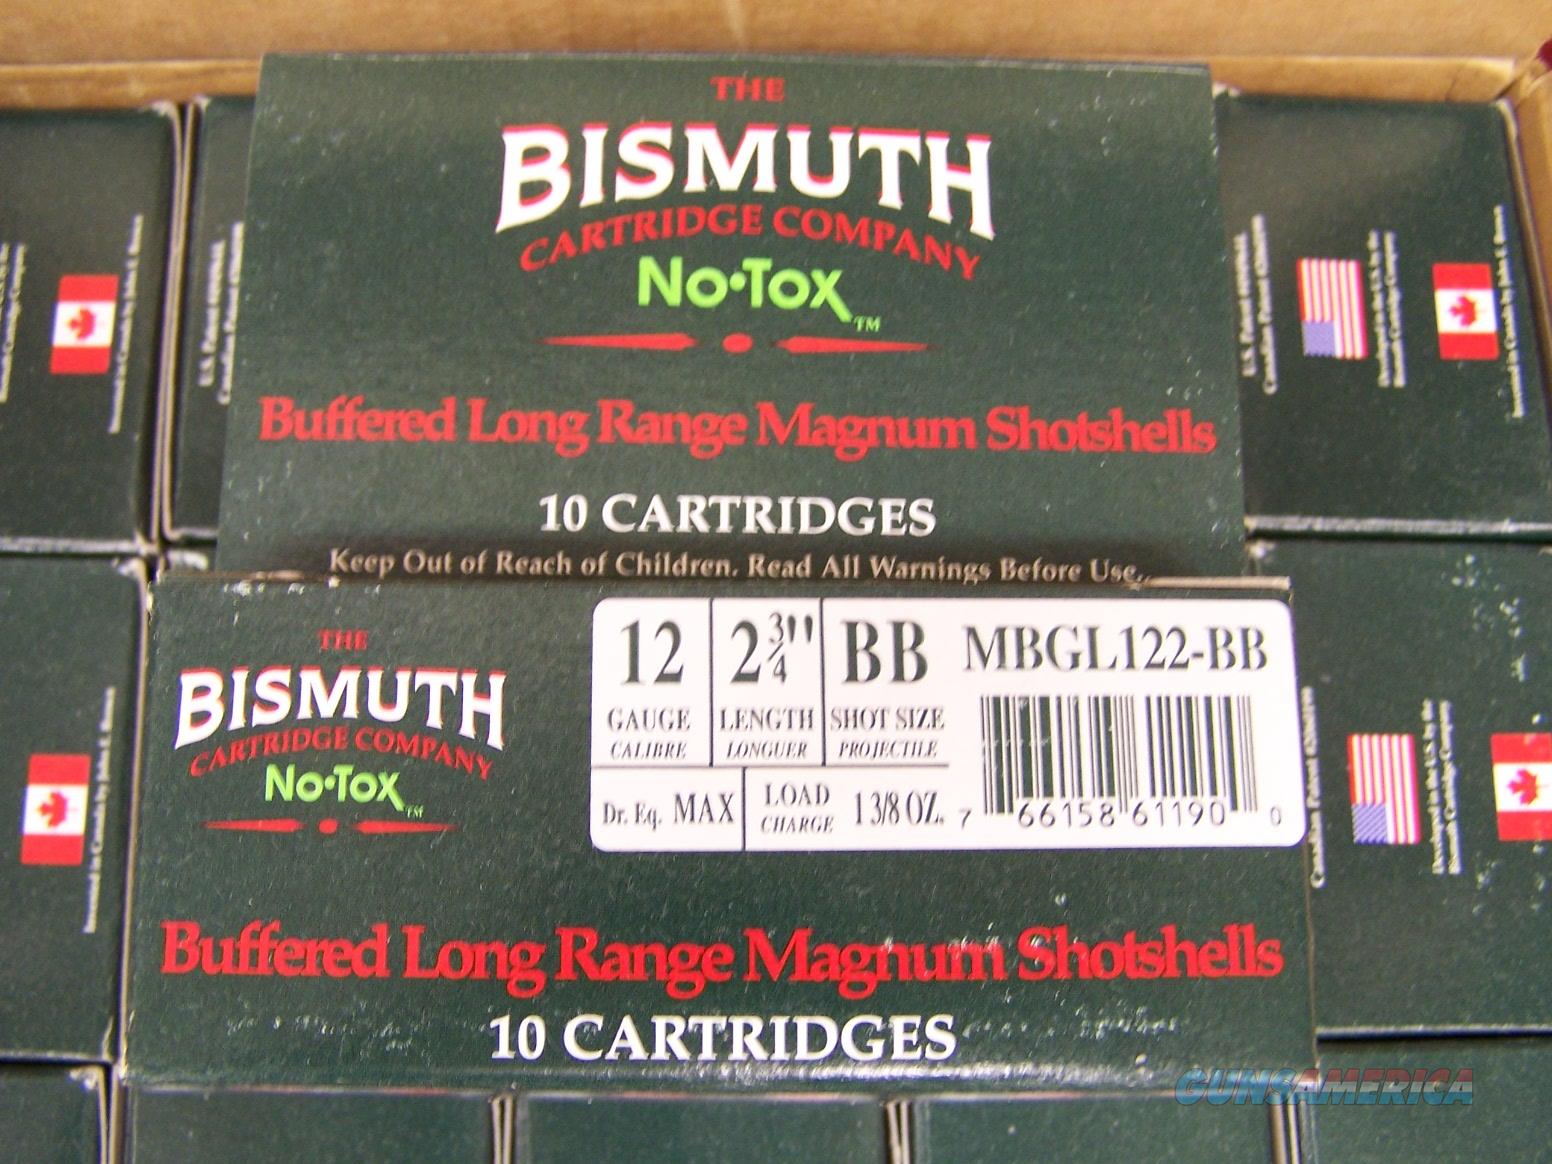 THE
BISMUTH
CARTRIDGE COMPANY
No•Tox
TM
Buffered Long Range Magnum Shotshells
10 CARTRIDGES
Keep Out of Reach of Children. Read All Warnings Before Use.
THE
BISMUTH
CARTRIDGE COMPANY
No•Tox
TM
12
GAUGE
CALIBRE
2 3/4"
LENGTH
LONGUER
BB
SHOT SIZE
PROJECTILE
MBGL122-BB
Dr. Eq. MAX
LOAD
CHARGE
1 3/8 OZ.
7 66158 61190 0
Buffered Long Range Magnum Shotshells
10 CARTRIDGES
GUNSAMERICA